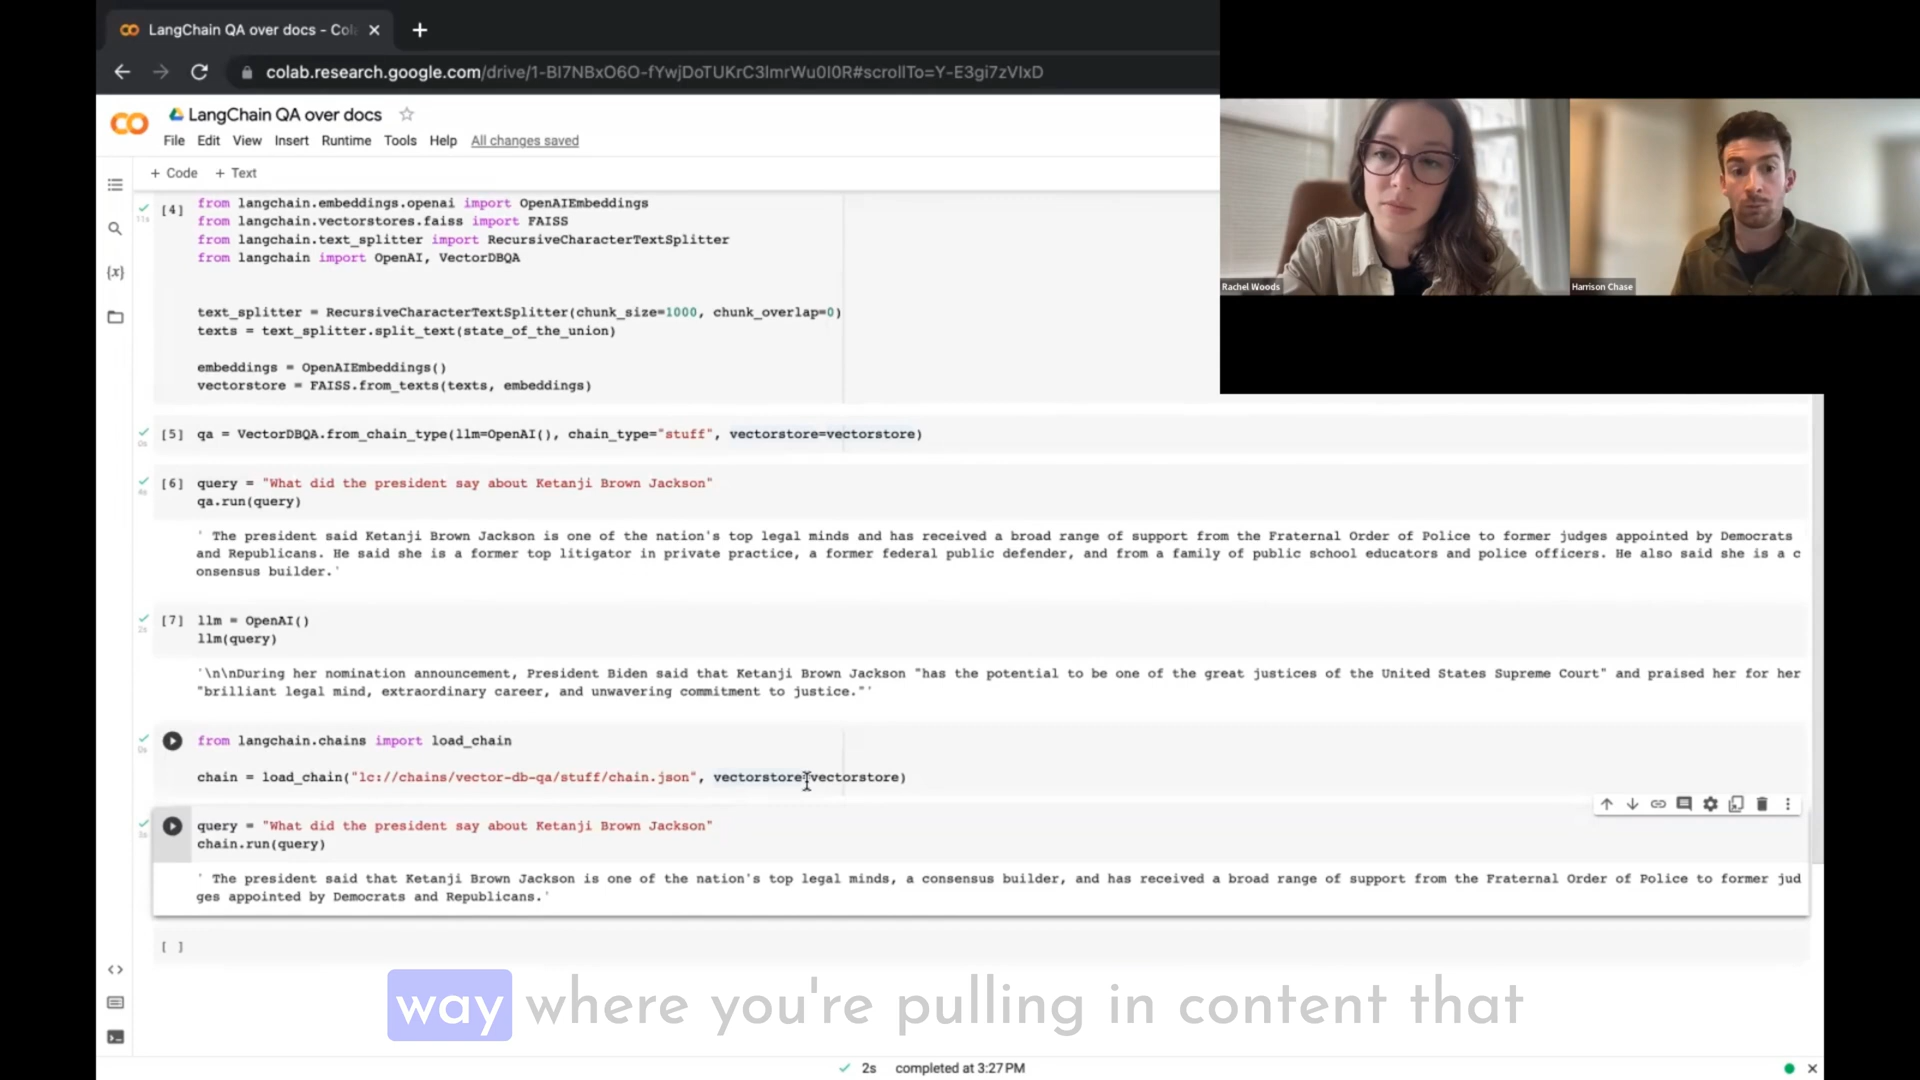 LangChain QA over docs - Col
colab.research.google.com/drive/1-BI7NBxO6O-fYwjDoTUKrC3ImrWu0I0R#scrollTo=Y-E3gi7zVIxD
LangChain QA over docs
File Edit View Insert Runtime Tools Help All changes saved
+ Code + Text
Rachel Woods
Harrison Chase
[4] from langchain.embeddings.openai import OpenAIEmbeddings
11s
from langchain.vectorstores.faiss import FAISS
from langchain.text_splitter import RecursiveCharacterTextSplitter
from langchain import OpenAI, VectorDBQA
text_splitter = RecursiveCharacterTextSplitter(chunk_size=1000, chunk_overlap=0)
texts = text_splitter.split_text(state_of_the_union)
embeddings = OpenAIEmbeddings()
vectorstore = FAISS.from_texts(texts, embeddings)
[5] qa = VectorDBQA.from_chain_type(llm=OpenAI(), chain_type="stuff", vectorstore=vectorstore)
0s
[6] query = "What did the president say about Ketanji Brown Jackson"
4s
qa.run(query)
' The president said Ketanji Brown Jackson is one of the nation's top legal minds and has received a broad range of support from the Fraternal Order of Police to former judges appointed by Democrats
and Republicans. He said she is a former top litigator in private practice, a former federal public defender, and from a family of public school educators and police officers. He also said she is a c
onsensus builder.'
[7] llm = OpenAI()
2s
llm(query)
'\n\nDuring her nomination announcement, President Biden said that Ketanji Brown Jackson "has the potential to be one of the great justices of the United States Supreme Court" and praised her for her
"brilliant legal mind, extraordinary career, and unwavering commitment to justice."'
from langchain.chains import load_chain
0s
chain = load_chain("lc://chains/vector-db-qa/stuff/chain.json", vectorstore=vectorstore)
query = "What did the president say about Ketanji Brown Jackson"
3s
chain.run(query)
' The president said that Ketanji Brown Jackson is one of the nation's top legal minds, a consensus builder, and has received a broad range of support from the Fraternal Order of Police to former jud
ges appointed by Democrats and Republicans.'
[ ]
way where you're pulling in content that
2s completed at 3:27 PM